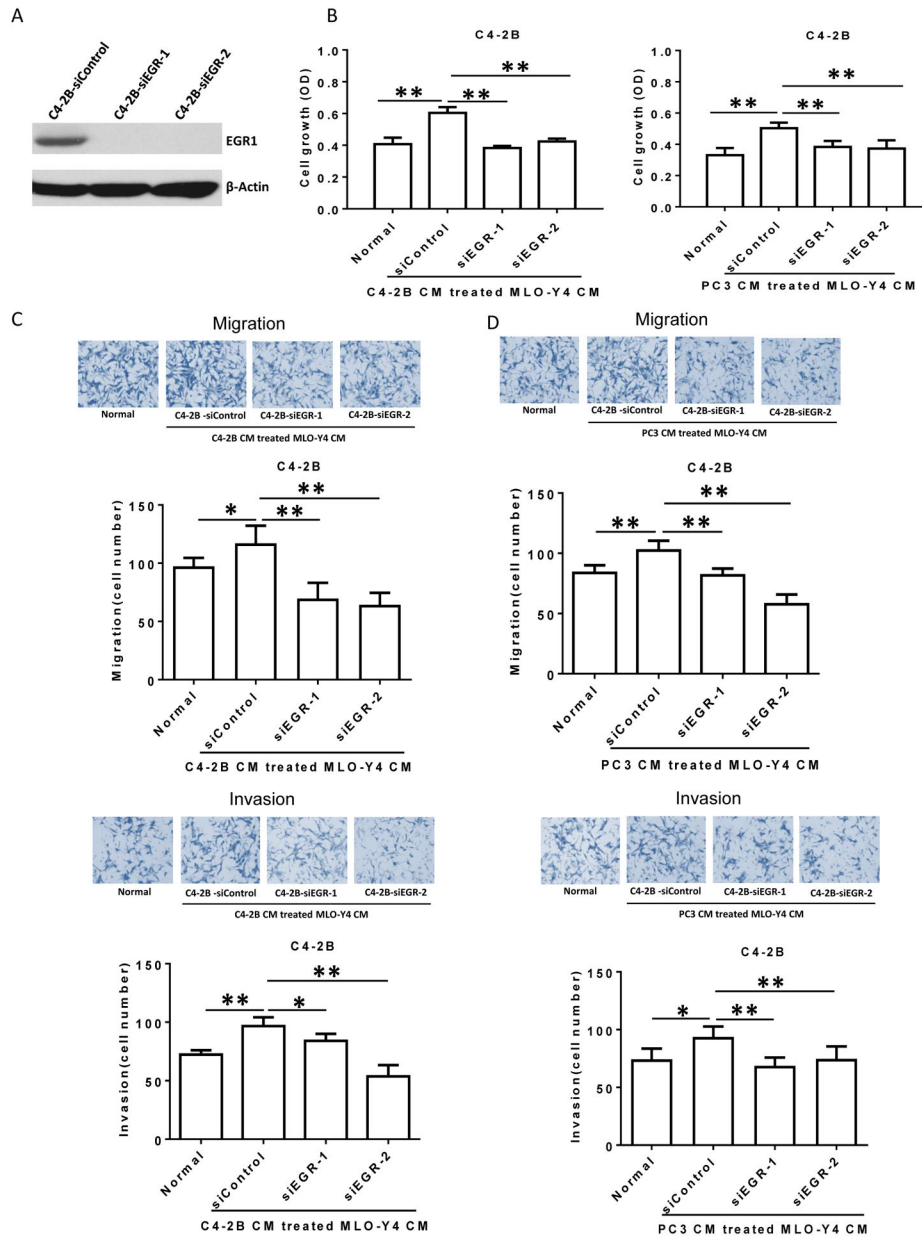 A
C4-2B-siControl
C4-2B-siEGR-1
C4-2B-siEGR-2
EGR1
β-Actin
B
C4-2B
Cell growth (OD)
1.0
0.8
0.6
0.4
0.2
0.0
**
**
**
Normal
siControl
siEGR-1
siEGR-2
C4-2B CM treated MLO-Y4 CM
C4-2B
Cell growth (OD)
1.0
0.8
0.6
0.4
0.2
0.0
**
**
**
Normal
siControl
siEGR-1
siEGR-2
PC3 CM treated MLO-Y4 CM
C
Migration
Normal
C4-2B -siControl
C4-2B-siEGR-1
C4-2B-siEGR-2
C4-2B CM treated MLO-Y4 CM
C4-2B
Migration(cell number)
150
100
50
0
*
**
**
Normal
siControl
siEGR-1
siEGR-2
C4-2B CM treated MLO-Y4 CM
Invasion
Normal
C4-2B -siControl
C4-2B-siEGR-1
C4-2B-siEGR-2
C4-2B CM treated MLO-Y4 CM
C4-2B
Invasion(cell number)
150
100
50
0
**
*
**
Normal
siControl
siEGR-1
siEGR-2
C4-2B CM treated MLO-Y4 CM
D
Migration
Normal
C4-2B -siControl
C4-2B-siEGR-1
C4-2B-siEGR-2
PC3 CM treated MLO-Y4 CM
C4-2B
Migration(cell number)
150
100
50
0
**
**
**
Normal
siControl
siEGR-1
siEGR-2
PC3 CM treated MLO-Y4 CM
Invasion
Normal
C4-2B -siControl
C4-2B-siEGR-1
C4-2B-siEGR-2
PC3 CM treated MLO-Y4 CM
C4-2B
Invasion(cell number)
150
100
50
0
*
**
**
Normal
siControl
siEGR-1
siEGR-2
PC3 CM treated MLO-Y4 CM